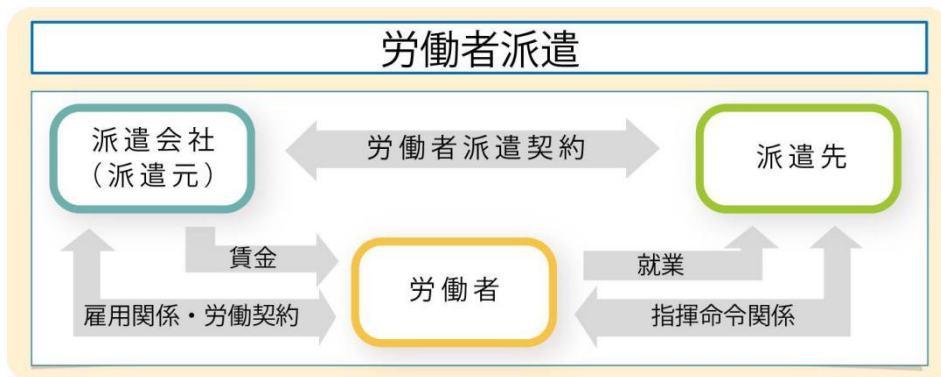 労働者派遣
派遣会社
（派遣元）
労働者派遣契約
派遣先
賃金
労働者
就業
雇用関係・労働契約
指揮命令関係